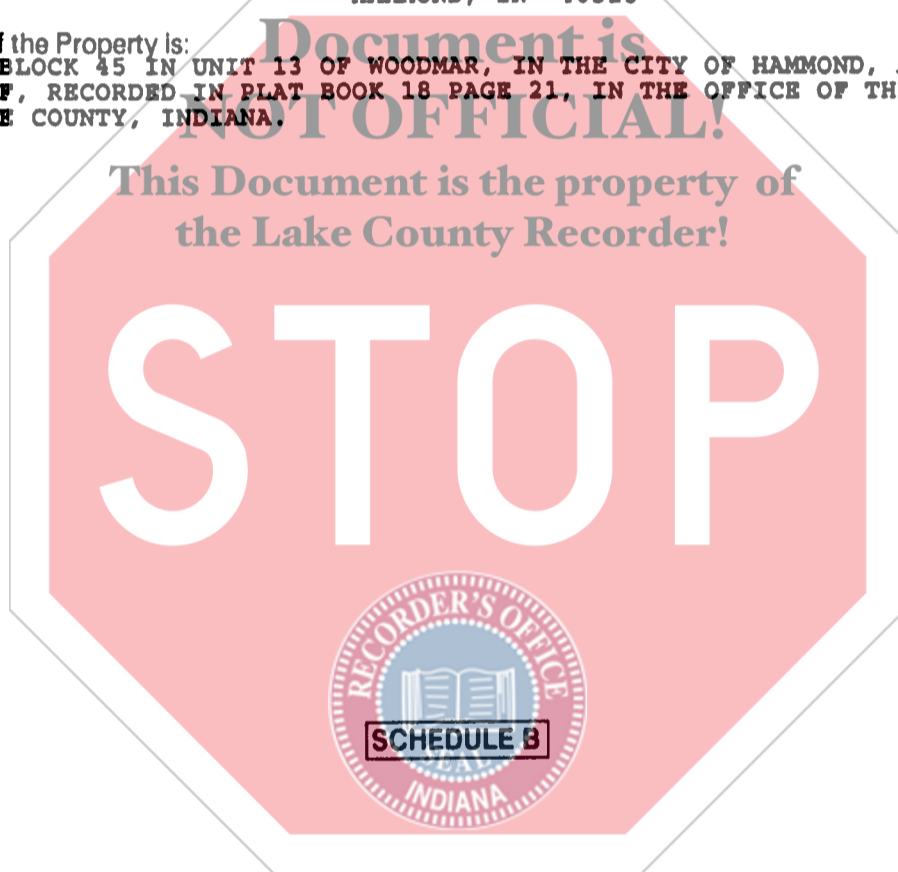 f the Property is:
BLOCK 45 IN UNIT 13 OF WOODMAR, IN THE CITY OF HAMMOND,
F, RECORDED IN PLAT BOOK 18 PAGE 21, IN THE OFFICE OF TH
E COUNTY, INDIANA.
Document is
NOT OFFICIAL!
This Document is the property of
the Lake County Recorder!
STOP
RECORDER'S OFFICE
SEAL
INDIANA
SCHEDULE B